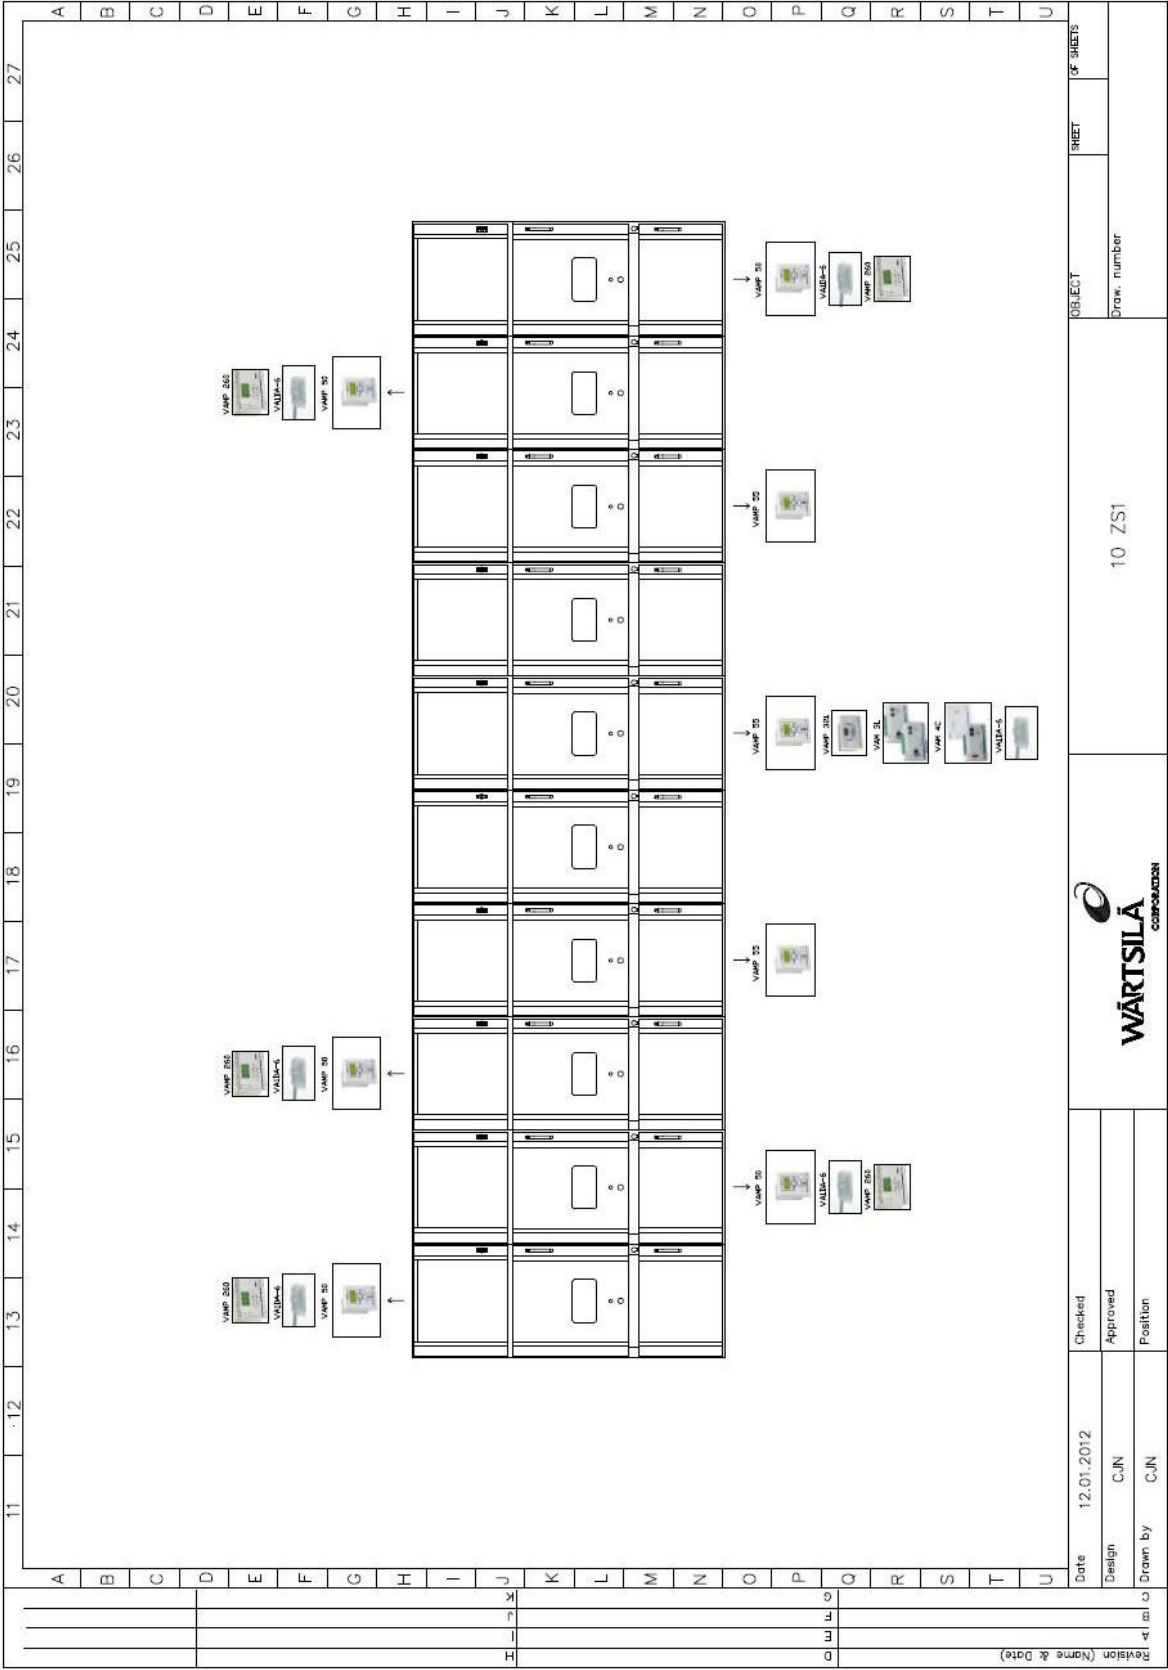 11
12
13
14
15
16
17
18
19
20
21
22
23
24
25
26
27
A
B
C
D
E
F
G
H
I
J
K
L
M
N
O
P
Q
R
S
T
U
A
B
C
D
E
F
G
H
I
J
K
L
M
N
O
P
Q
R
S
T
U
VAMP 260
VAIDA-6
VAMP 50
VAMP 260
VAIDA-6
VAMP 50
VAMP 260
VAIDA-6
VAMP 50
VAMP 50
VAIDA-6
VAMP 260
VAMP 55
VAMP 55
VAMP 321
VAM 3L
VAM 4C
VAIDA-6
VAMP 55
VAMP 50
VAIDA-6
VAMP 260
Revision (Name & Date)
A
B
C
D
E
F
G
H
I
J
K
Date
12.01.2012
Checked
Design
CJN
Approved
Drawn by
CJN
Position
WÄRTSILÄ
CORPORATION
10 ZS1
OBJECT
SHEET
OF SHEETS
Draw. number